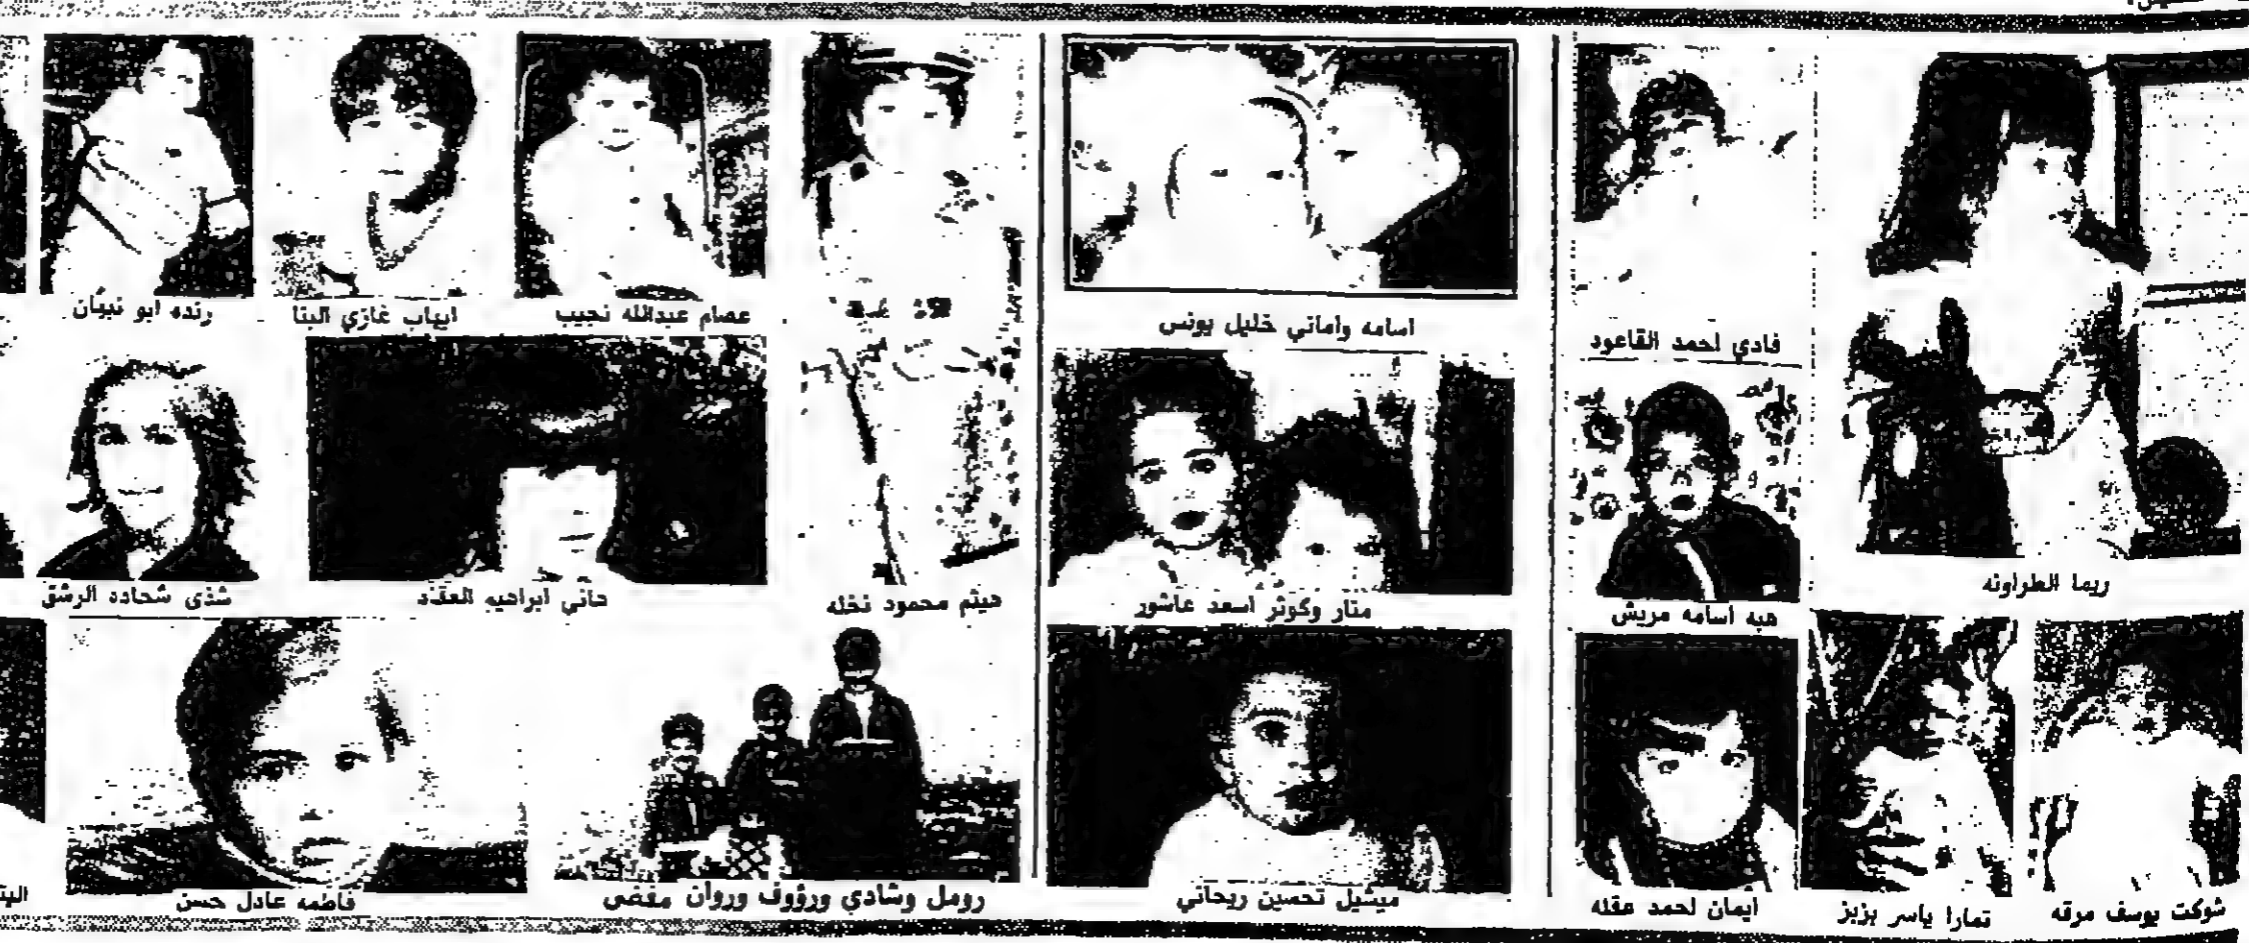 ريما الطراونه
فادي احمد القاعود
هبه اسامه مريش
شوكت يوسف مرقه
تمارا ياسر بزبز
ايمان احمد عقله
اسامه واماني خليل يونس
منار وكوثر اسعد عاشور
ميشيل تحسين ريحاني
عصام عبدالله نجيب
ايهاب غازي البنا
رنده ابو نبهان
هيثم محمود نخله
هاني ابراهيم العقاد
شذى شحاده الرشق
رومل وشادي ورؤوف وروان مفضي
فاطمه عادل حسن